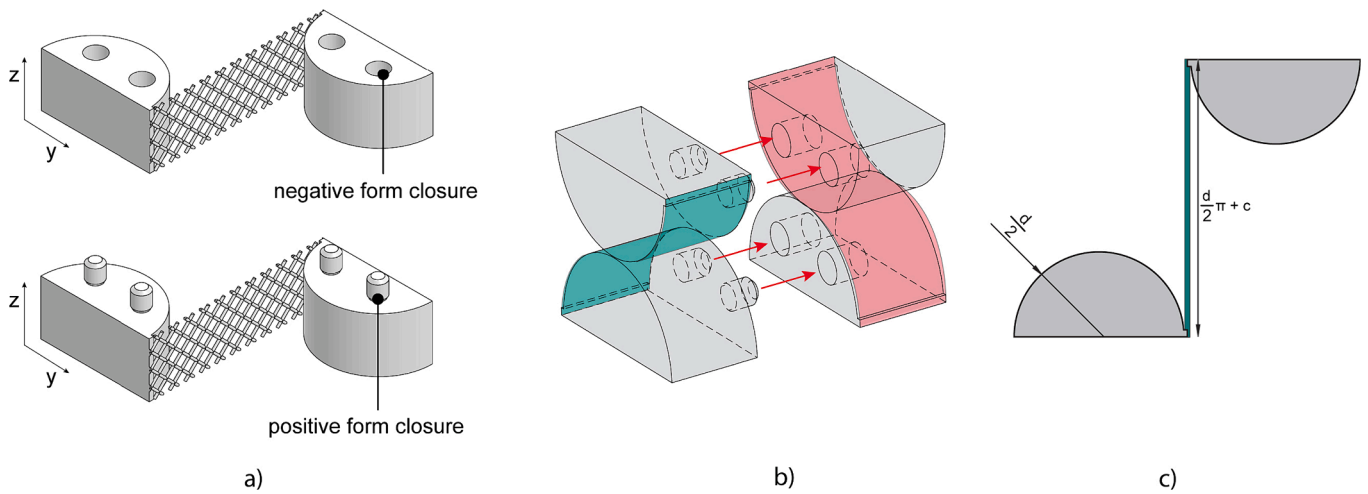 z
y
negative form closure
z
y
positive form closure
a)
b)
d/2
d/2 π + c
c)